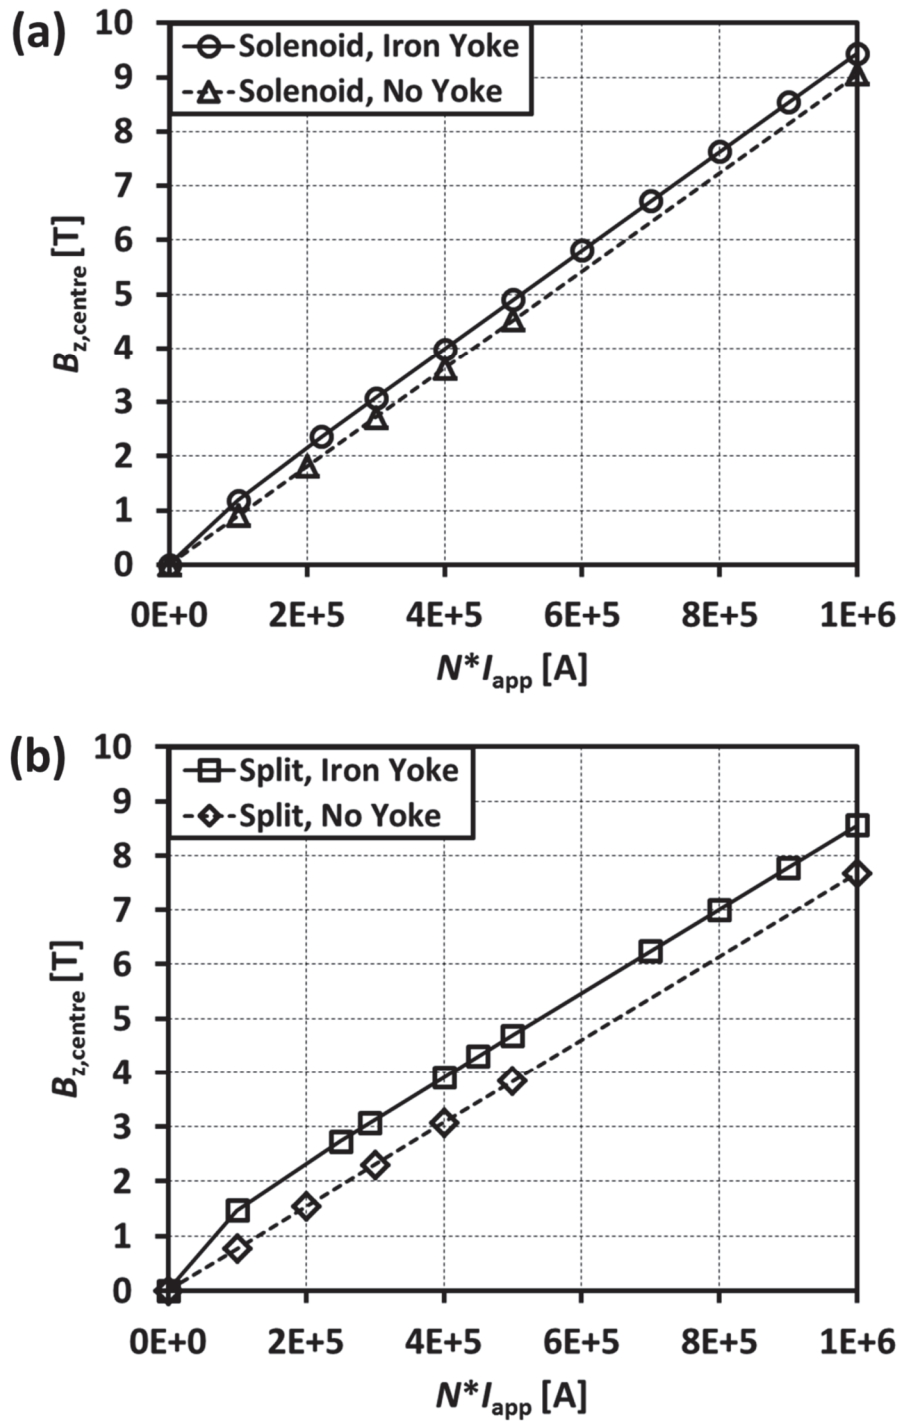 (a)
10
9
8
7
6
5
4
3
2
1
0
Solenoid, Iron Yoke
Solenoid, No Yoke
Bz,centre [T]
0E+0 2E+5 4E+5 6E+5 8E+5 1E+6
N*Iapp [A]
(b)
10
9
8
7
6
5
4
3
2
1
0
Split, Iron Yoke
Split, No Yoke
Bz,centre [T]
0E+0 2E+5 4E+5 6E+5 8E+5 1E+6
N*Iapp [A]